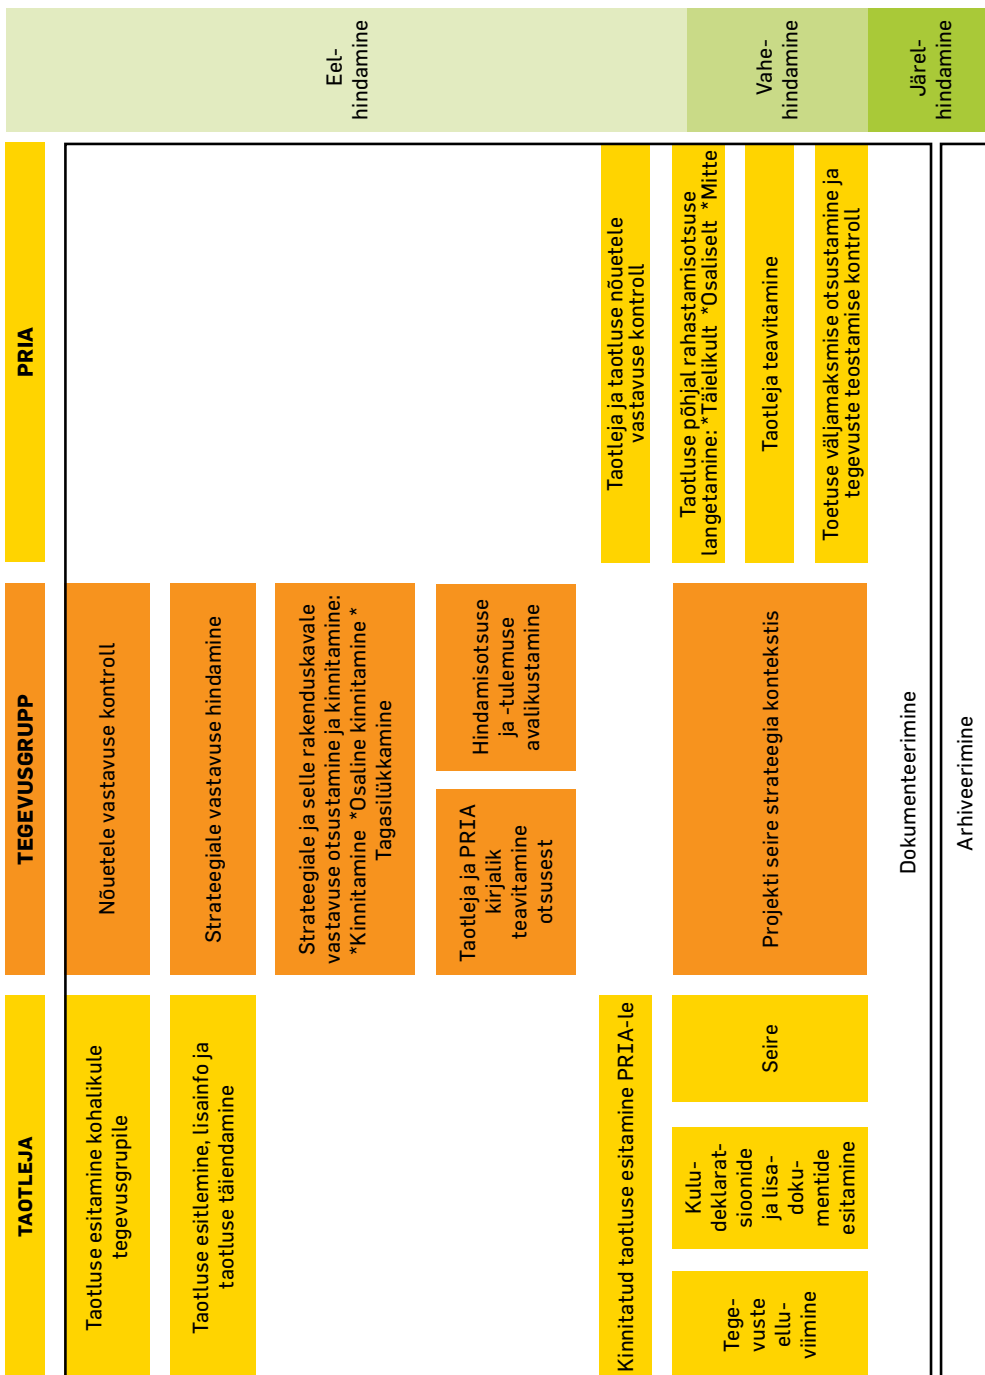 TAOTLEJA
TEGEVUSGRUPP
PRIA
Taotluse esitamine kohalikule
tegevusgrupile
Nõuetele vastavuse kontroll
Taotluse esitlemine, lisainfo ja
taotluse täiendamine
Strateegiale vastavuse hindamine
Strateegiale ja selle rakenduskavale
vastavuse otsustamine ja kinnitamine:
*Kinnitamine *Osaline kinnitamine *
Tagasilükkamine
Taotleja ja PRIA
kirjalik
teavitamine
otsusest
Hindamisotsuse
ja -tulemuse
avalikustamine
Eel-
hindamine
Kinnitatud taotluse esitamine PRIA-le
Taotleja ja taotluse nõuetele
vastavuse kontroll
Tege-
vuste
ellu-
viimine
Kulu-
deklarat-
sioonide
ja lisa-
doku-
mentide
esitamine
Seire
Projekti seire strateegia kontekstis
Taotluse põhjal rahastamisotsuse
langetamine: *Täielikult *Osaliselt *Mitte
Taotleja teavitamine
Toetuse väljamaksmise otsustamine ja
tegevuste teostamise kontroll
Vahe-
hindamine
Dokumenteerimine
Järel-
hindamine
Arhiveerimine